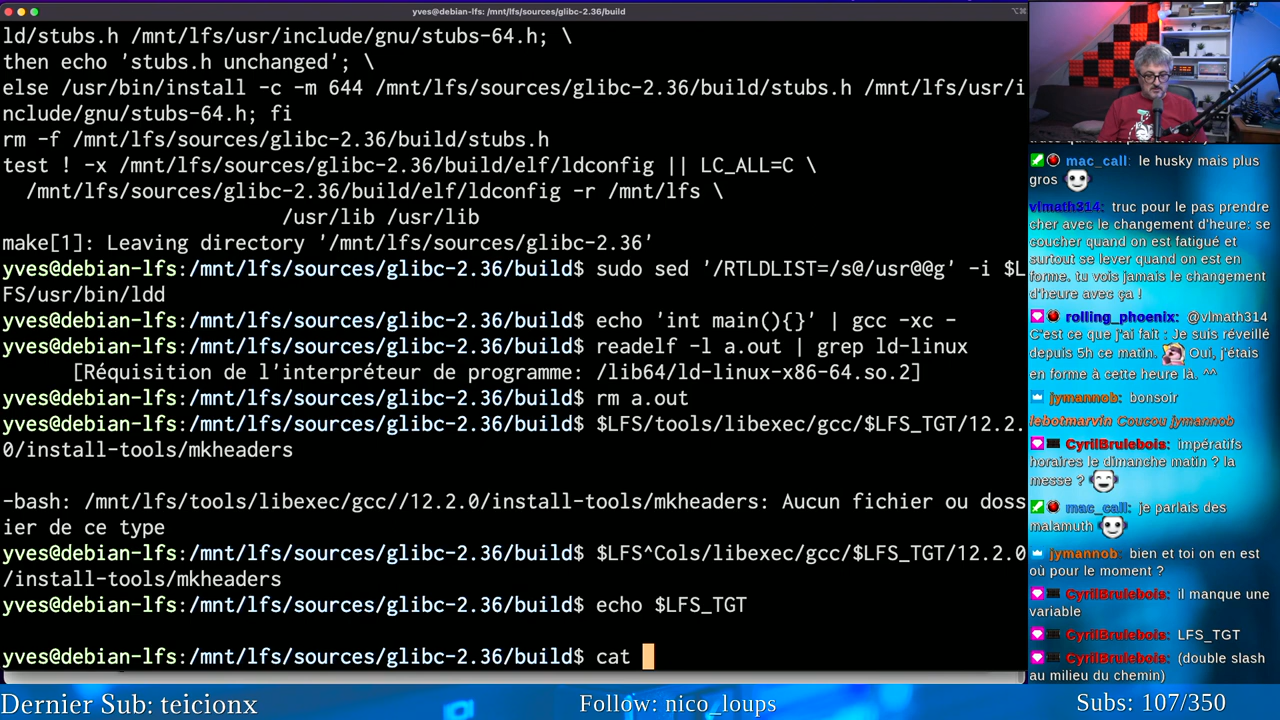 yves@debian-lfs: /mnt/lfs/sources/glibc-2.36/build
ld/stubs.h /mnt/lfs/usr/include/gnu/stubs-64.h; \
then echo 'stubs.h unchanged'; \
else /usr/bin/install -c -m 644 /mnt/lfs/sources/glibc-2.36/build/stubs.h /mnt/lfs/usr/i
nclude/gnu/stubs-64.h; fi
rm -f /mnt/lfs/sources/glibc-2.36/build/stubs.h
test ! -x /mnt/lfs/sources/glibc-2.36/build/elf/ldconfig || LC_ALL=C \
/mnt/lfs/sources/glibc-2.36/build/elf/ldconfig -r /mnt/lfs \
/usr/lib /usr/lib
make[1]: Leaving directory '/mnt/lfs/sources/glibc-2.36'
yves@debian-lfs:/mnt/lfs/sources/glibc-2.36/build$ sudo sed '/RTLDLIST=/s@/usr@@g' -i $L
FS/usr/bin/ldd
yves@debian-lfs:/mnt/lfs/sources/glibc-2.36/build$ echo 'int main(){}' | gcc -xc -
yves@debian-lfs:/mnt/lfs/sources/glibc-2.36/build$ readelf -l a.out | grep ld-linux
[Réquisition de l'interpréteur de programme: /lib64/ld-linux-x86-64.so.2]
yves@debian-lfs:/mnt/lfs/sources/glibc-2.36/build$ rm a.out
yves@debian-lfs:/mnt/lfs/sources/glibc-2.36/build$ $LFS/tools/libexec/gcc/$LFS_TGT/12.2.
0/install-tools/mkheaders
-bash: /mnt/lfs/tools/libexec/gcc//12.2.0/install-tools/mkheaders: Aucun fichier ou doss
ier de ce type
yves@debian-lfs:/mnt/lfs/sources/glibc-2.36/build$ $LFS^Cols/libexec/gcc/$LFS_TGT/12.2.0
/install-tools/mkheaders
yves@debian-lfs:/mnt/lfs/sources/glibc-2.36/build$ echo $LFS_TGT
yves@debian-lfs:/mnt/lfs/sources/glibc-2.36/build$ cat
mac_call: le husky mais plus
gros
vlmath314: truc pour le pas prendre
cher avec le changement d'heure: se
coucher quand on est fatigué et
surtout se lever quand on est en
forme. tu vois jamais le changement
d'heure avec ça !
rolling_phoenix: @vlmath314
C'est ce que j'ai fait : Je suis réveillé
depuis 5h ce matin. Oui, j'étais
en forme à cette heure là. ^^
jymannob: bonsoir
lebotmarvin Coucou jymannob
CyrilBrulebois: impératifs
horaires le dimanche matin ? la
messe ?
mac_call: je parlais des
malamuth
jymannob: bien et toi on en est
où pour le moment ?
CyrilBrulebois: il manque une
variable
CyrilBrulebois: LFS_TGT
CyrilBrulebois: (double slash
au milieu du chemin)
Dernier Sub: teicionx
Follow: nico_loups
Subs: 107/350